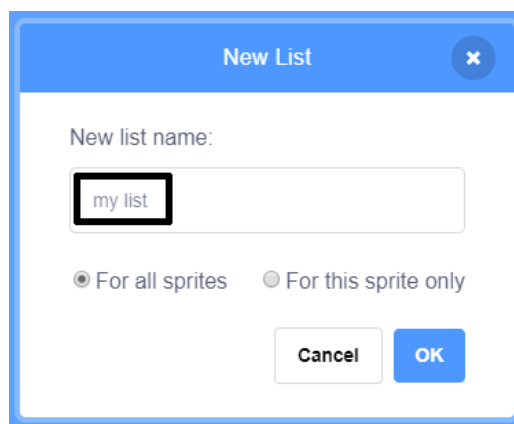 New List
New list name:
my list
For all sprites For this sprite only
Cancel OK